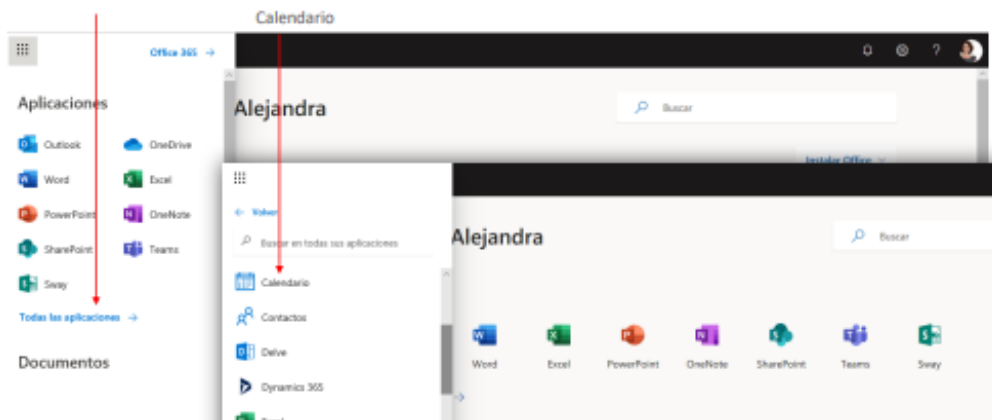 Calendario
Office 365 →
Aplicaciones
Outlook
OneDrive
Word
Excel
PowerPoint
OneNote
SharePoint
Teams
Sway
Todas las aplicaciones →
Documentos
Alejandra
Buscar
Instalar Office
← Volver
Buscar en todas sus aplicaciones
Calendario
Contactos
Delve
Dynamics 365
Excel
Alejandra
Buscar
Word
Excel
PowerPoint
OneNote
SharePoint
Teams
Sway